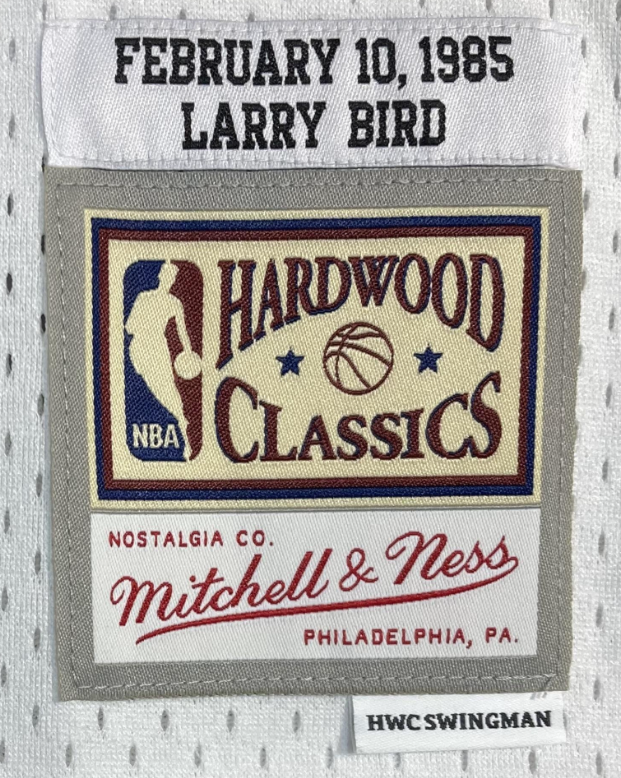 FEBRUARY 10, 1985
LARRY BIRD
HARDWOOD
CLASSICS
NBA
NOSTALGIA CO.
Mitchell & Ness
PHILADELPHIA, PA.
HWC SWINGMAN